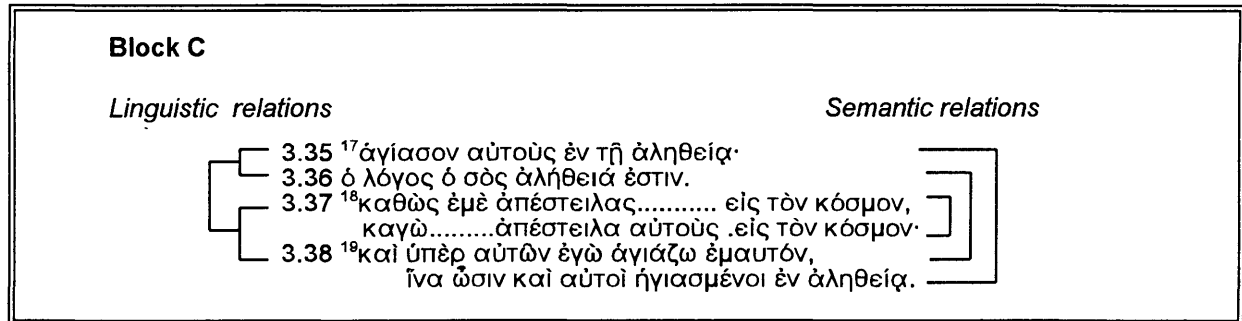 Block C
Linguistic relations Semantic relations
3.35 ¹⁷ἁγίασον αὐτοὺς ἐν τῇ ἀληθείᾳ·
3.36 ὁ λόγος ὁ σὸς ἀλήθειά ἐστιν.
3.37 ¹⁸καθὼς ἐμὲ ἀπέστειλας........... εἰς τὸν κόσμον,
καγὼ.........ἀπέστειλα αὐτοὺς .εἰς τὸν κόσμον·
3.38 ¹⁹καὶ ὑπὲρ αὐτῶν ἐγὼ ἁγιάζω ἐμαυτόν,
ἵνα ὦσιν καὶ αὐτοὶ ἡγιασμένοι ἐν ἀληθείᾳ.